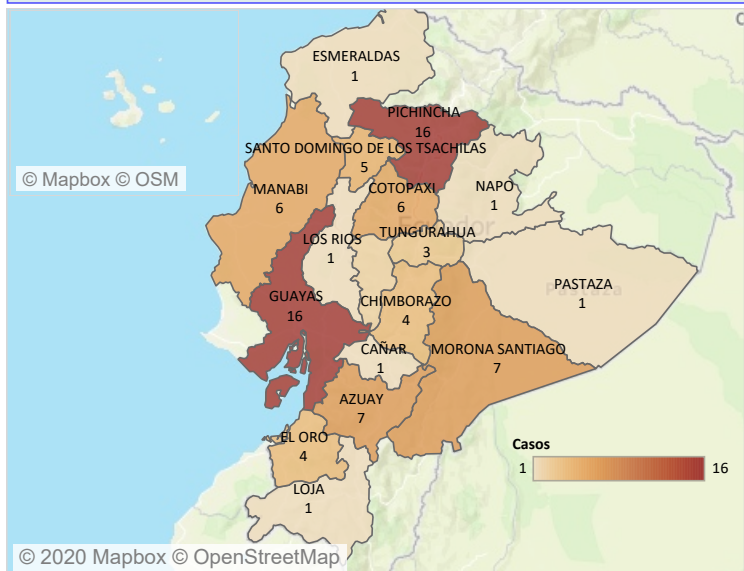 ESMERALDAS
1
PICHINCHA
16
SANTO DOMINGO DE LOS TSACHILAS
5
© Mapbox © OSM
MANABI
6
COTOPAXI
6
NAPO
1
Ecuador
LOS RIOS
1
TUNGURAHUA
3
PASTAZA
1
Pastaza
GUAYAS
16
CHIMBORAZO
4
CAÑAR
1
MORONA SANTIAGO
7
AZUAY
7
EL ORO
4
Casos
1
16
LOJA
1
© 2020 Mapbox © OpenStreetMap